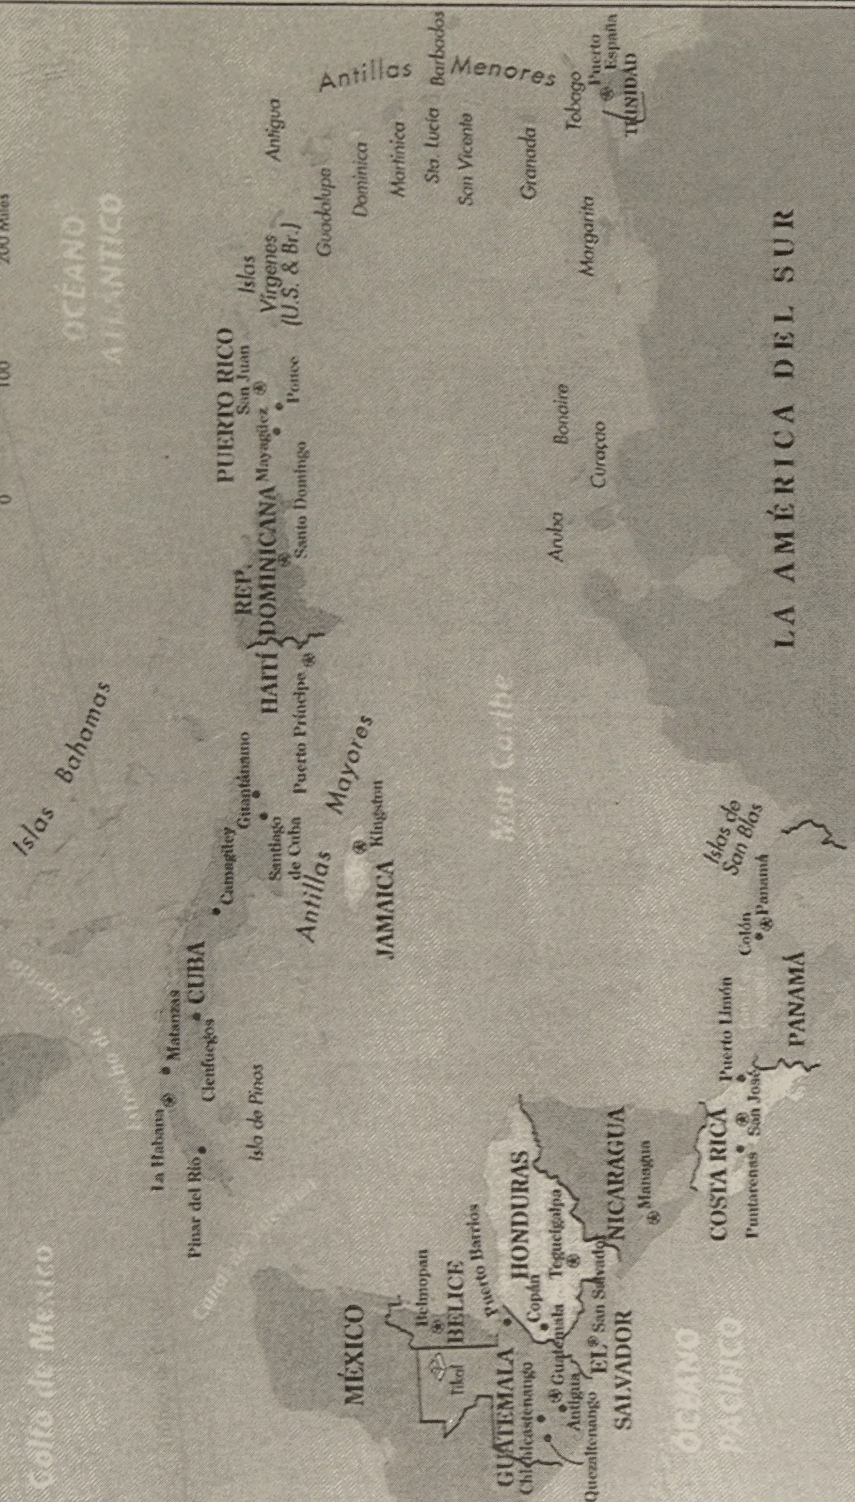 0
100
200 Miles
OCÉANO
ATLÁNTICO
Golfo de México
Islas Bahamas
La Habana
Matanzas
Pinar del Río
CUBA
Cienfuegos
Camagüey
Guantánamo
Santiago
de Cuba
Isla de Pinos
HAITÍ
Puerto Príncipe
REP.
DOMINICANA
Santo Domingo
PUERTO RICO
San Juan
Mayagüez
Ponce
Islas
Vírgenes
(U.S. & Br.)
Antigua
Guadalupe
Dominica
Martinica
Sta. Lucía
Barbados
San Vicente
Granada
Antillas Menores
Tobago
Puerto
España
TRINIDAD
Margarita
Bonaire
Curaçao
Aruba
Antillas Mayores
JAMAICA
Kingston
Mar Caribe
MÉXICO
Belmopan
BELICE
Tikal
Puerto Barrios
GUATEMALA
Chichicastenango
Guatemala
Antigua
Quezaltenango
HONDURAS
Copán
Tegucigalpa
EL
SALVADOR
San Salvador
NICARAGUA
Managua
COSTA RICA
Puntarenas
San José
Puerto Limón
PANAMÁ
Colón
Panamá
Islas de
San Blas
OCÉANO
PACÍFICO
LA AMÉRICA DEL SUR